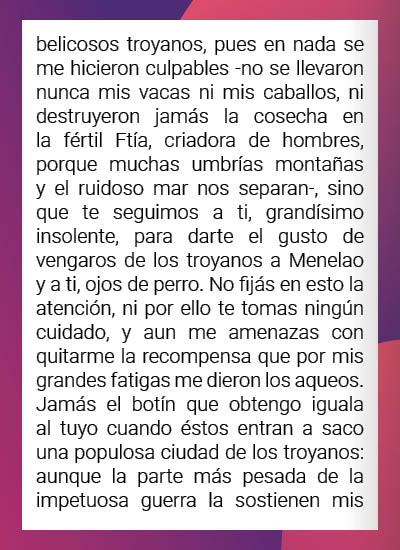 belicosos troyanos, pues en nada se
me hicieron culpables -no se llevaron
nunca mis vacas ni mis caballos, ni
destruyeron jamás la cosecha en
la fértil Ftía, criadora de hombres,
porque muchas umbrías montañas
y el ruidoso mar nos separan-, sino
que te seguimos a ti, grandísimo
insolente, para darte el gusto de
vengaros de los troyanos a Menelao
y a ti, ojos de perro. No fijás en esto la
atención, ni por ello te tomas ningún
cuidado, y aun me amenazas con
quitarme la recompensa que por mis
grandes fatigas me dieron los aqueos.
Jamás el botín que obtengo iguala
al tuyo cuando éstos entran a saco
una populosa ciudad de los troyanos:
aunque la parte más pesada de la
impetuosa guerra la sostienen mis